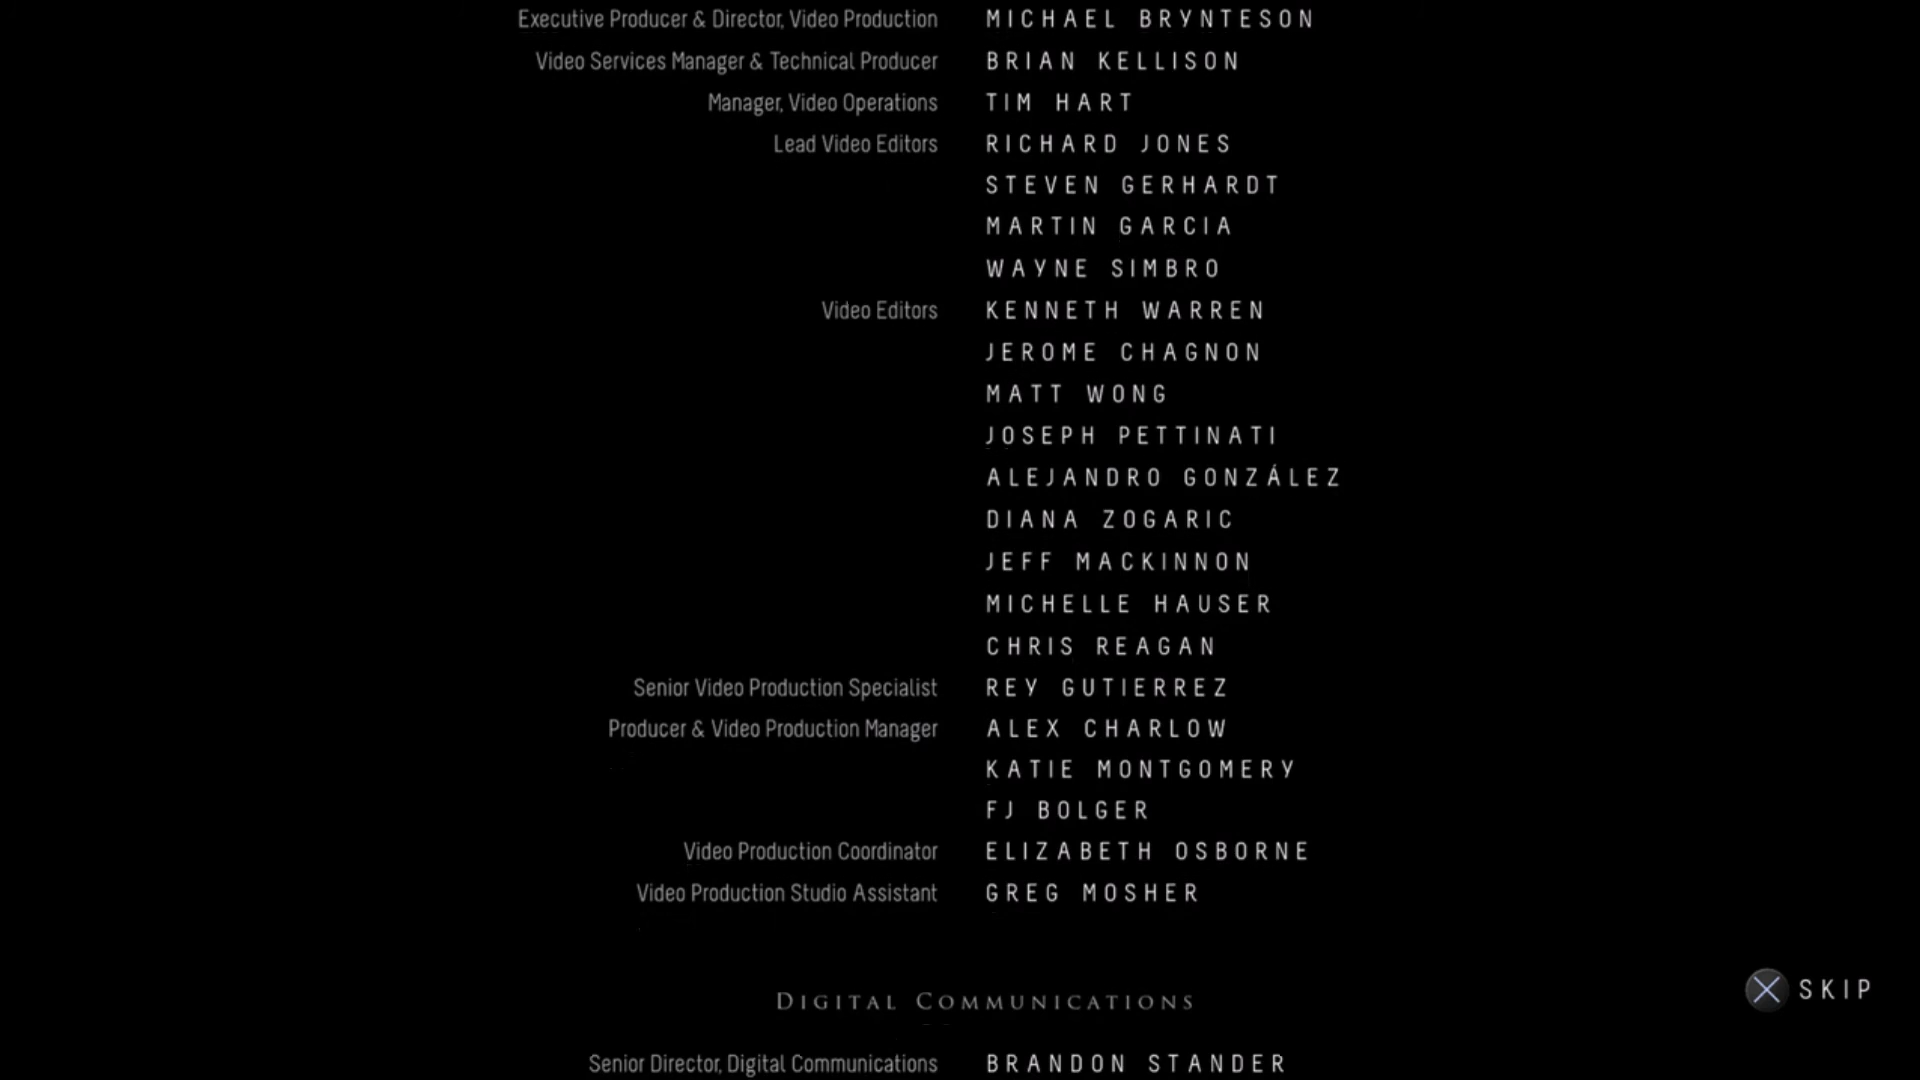 Executive Producer & Director, Video Production MICHAEL BRYNTESON
Video Services Manager & Technical Producer BRIAN KELLISON
Manager, Video Operations TIM HART
Lead Video Editors RICHARD JONES
STEVEN GERHARDT
MARTIN GARCIA
WAYNE SIMBRO
Video Editors KENNETH WARREN
JEROME CHAGNON
MATT WONG
JOSEPH PETTINATI
ALEJANDRO GONZÁLEZ
DIANA ZOGARIC
JEFF MACKINNON
MICHELLE HAUSER
CHRIS REAGAN
Senior Video Production Specialist REY GUTIERREZ
Producer & Video Production Manager ALEX CHARLOW
KATIE MONTGOMERY
FJ BOLGER
Video Production Coordinator ELIZABETH OSBORNE
Video Production Studio Assistant GREG MOSHER
SKIP
DIGITAL COMMUNICATIONS
Senior Director, Digital Communications BRANDON STANDER